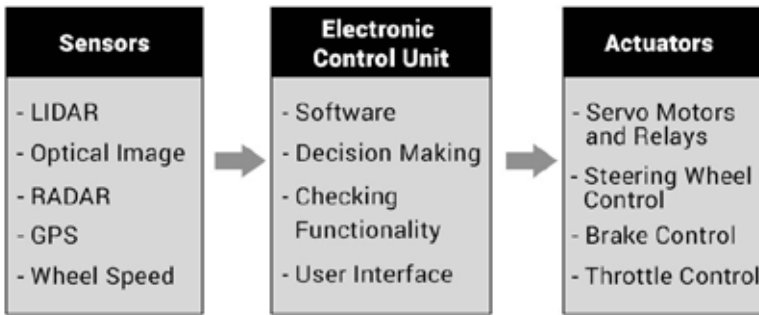 Sensors
- LIDAR
- Optical Image
- RADAR
- GPS
- Wheel Speed
Electronic
Control Unit
- Software
- Decision Making
- Checking
Functionality
- User Interface
Actuators
- Servo Motors
and Relays
- Steering Wheel
Control
- Brake Control
- Throttle Control